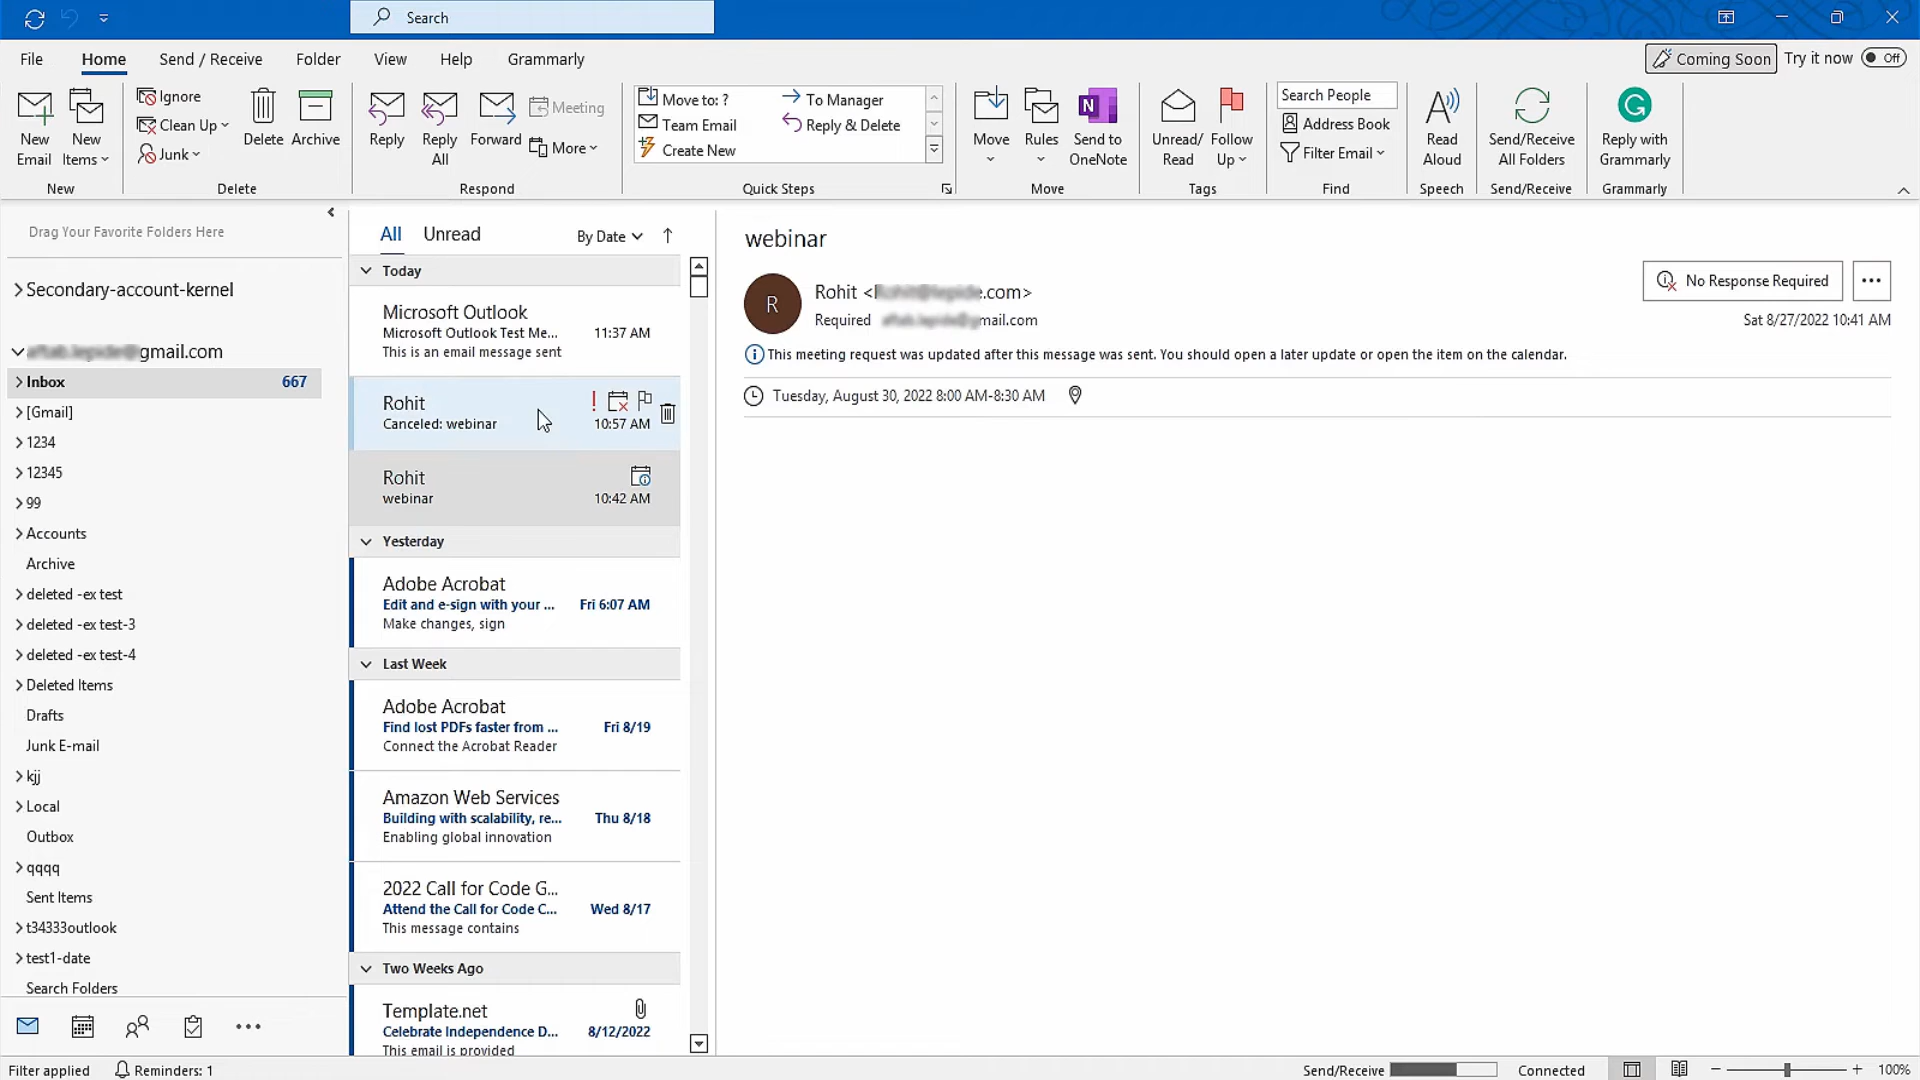 Search
File Home Send / Receive Folder View Help Grammarly
Coming Soon Try it now Off
New Email
New Items
New
Ignore
Clean Up
Junk
Delete
Archive
Delete
Reply
Reply All
Forward
Meeting
More
Respond
Move to: ?
Team Email
Create New
To Manager
Reply & Delete
Quick Steps
Move
Rules
Send to OneNote
Move
Unread/ Read
Follow Up
Tags
Search People
Address Book
Filter Email
Find
Read Aloud
Speech
Send/Receive All Folders
Send/Receive
Reply with Grammarly
Grammarly
Drag Your Favorite Folders Here
Secondary-account-kernel
gmail.com
Inbox 667
[Gmail]
1234
12345
99
Accounts
Archive
deleted -ex test
deleted -ex test-3
deleted -ex test-4
Deleted Items
Drafts
Junk E-mail
kjj
Local
Outbox
qqqq
Sent Items
t34333outlook
test1-date
Search Folders
All Unread By Date
Today
Microsoft Outlook
Microsoft Outlook Test Me... 11:37 AM
This is an email message sent
Rohit
Canceled: webinar 10:57 AM
Rohit
webinar 10:42 AM
Yesterday
Adobe Acrobat
Edit and e-sign with your ... Fri 6:07 AM
Make changes, sign
Last Week
Adobe Acrobat
Find lost PDFs faster from ... Fri 8/19
Connect the Acrobat Reader
Amazon Web Services
Building with scalability, re... Thu 8/18
Enabling global innovation
2022 Call for Code G...
Attend the Call for Code C... Wed 8/17
This message contains
Two Weeks Ago
Template.net
Celebrate Independence D... 8/12/2022
This email is provided
webinar
R
Rohit < .com>
Required gmail.com
No Response Required
Sat 8/27/2022 10:41 AM
This meeting request was updated after this message was sent. You should open a later update or open the item on the calendar.
Tuesday, August 30, 2022 8:00 AM-8:30 AM
Filter applied Reminders: 1 Send/Receive Connected 100%